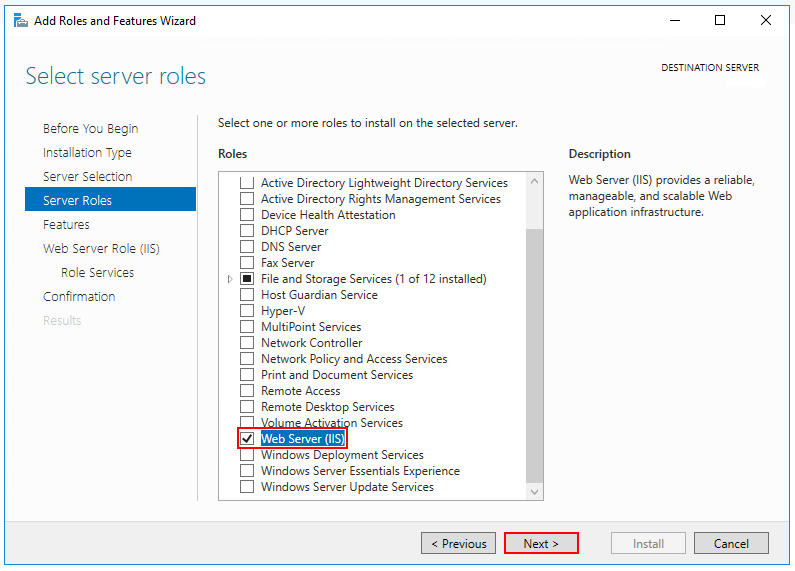 Add Roles and Features Wizard
Select server roles
DESTINATION SERVER
Before You Begin
Installation Type
Server Selection
Server Roles
Features
Web Server Role (IIS)
Role Services
Confirmation
Results
Select one or more roles to install on the selected server.
Roles
Active Directory Lightweight Directory Services
Active Directory Rights Management Services
Device Health Attestation
DHCP Server
DNS Server
Fax Server
File and Storage Services (1 of 12 installed)
Host Guardian Service
Hyper-V
MultiPoint Services
Network Controller
Network Policy and Access Services
Print and Document Services
Remote Access
Remote Desktop Services
Volume Activation Services
Web Server (IIS)
Windows Deployment Services
Windows Server Essentials Experience
Windows Server Update Services
Description
Web Server (IIS) provides a reliable,
manageable, and scalable Web
application infrastructure.
< Previous
Next >
Install
Cancel